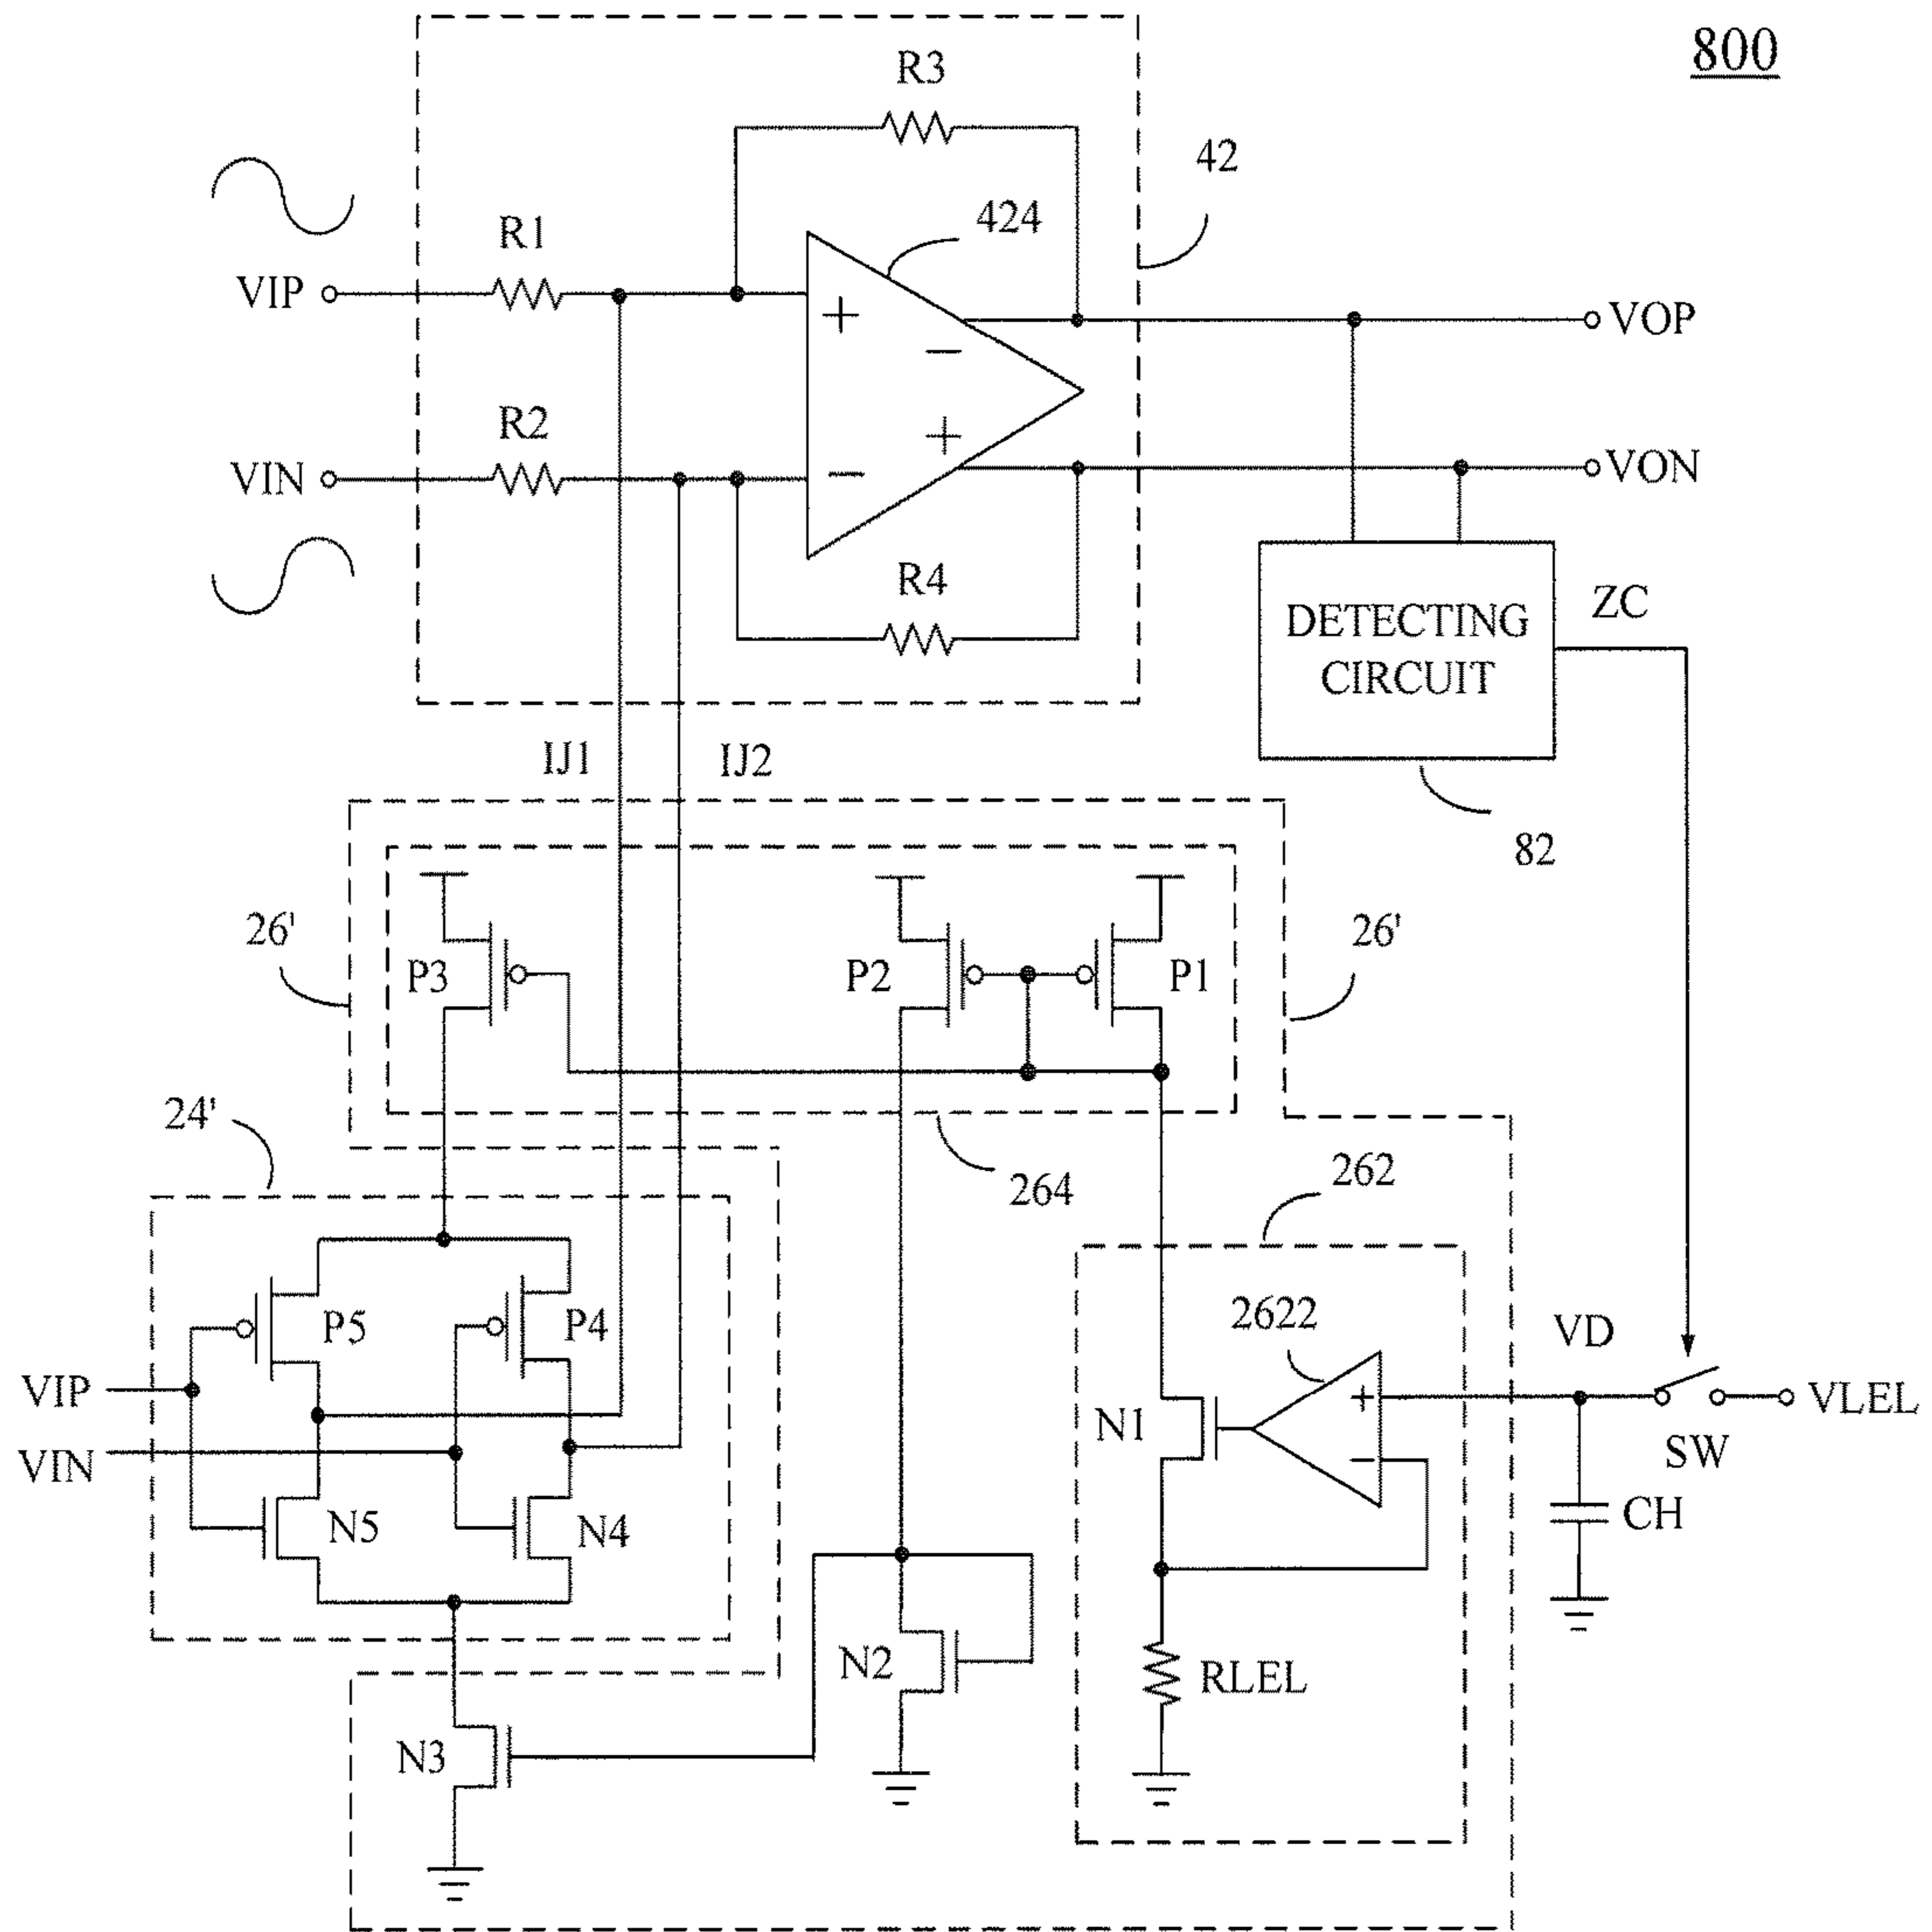 800
R3
42
424
R1
VIP
+
−
VOP
R2
+
VIN
−
VON
R4
ZC
DETECTING
CIRCUIT
IJ1
IJ2
82
26'
P3
P2
P1
26'
24'
264
262
P5
P4
2622
VD
VIP
VIN
N1
+
−
VLEL
SW
N5
N4
CH
N2
RLEL
N3